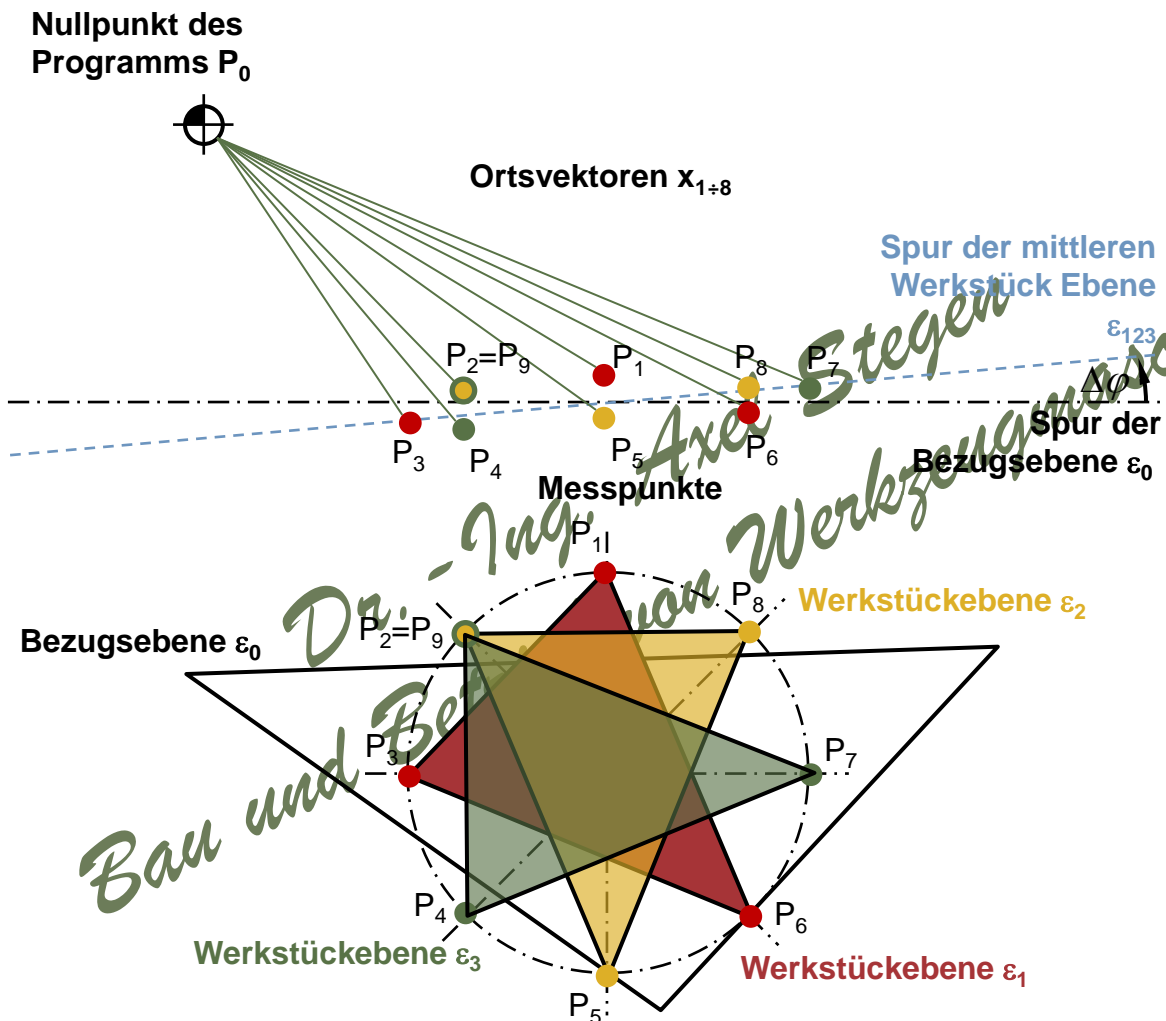 Nullpunkt des
Programms P₀
Ortsvektoren x₁÷₈
Spur der mittleren
Werkstück Ebene
ε₁₂₃
P₂=P₉
P₁
P₈
P₇
Δφ
P₃
P₄
P₅
P₆
Spur der
Bezugsebene ε₀
Messpunkte
Dr.-Ing. Axel Stegen
Bau und von Werkzeugmasc
P₁
P₈
Werkstückebene ε₂
P₂=P₉
Bezugsebene ε₀
P₃
P₇
P₄
P₆
Werkstückebene ε₃
Werkstückebene ε₁
P₅